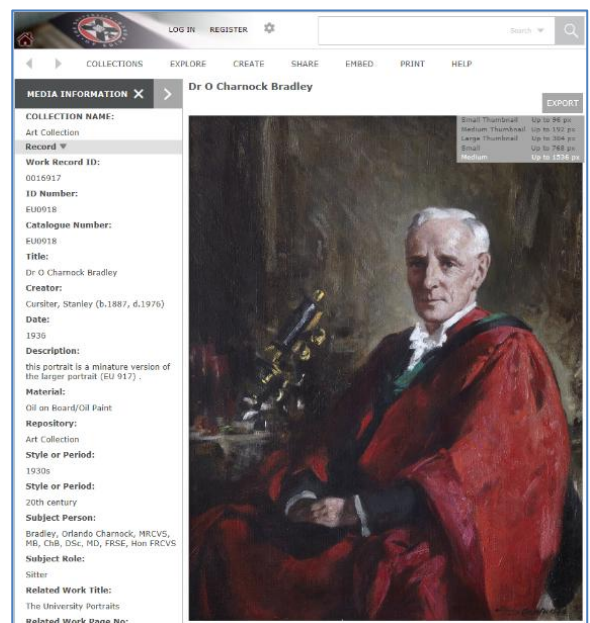 LOG IN REGISTER
Search ▼
COLLECTIONS EXPLORE CREATE SHARE EMBED PRINT HELP
MEDIA INFORMATION X >
Dr O Charnock Bradley
EXPORT
Small Thumbnail Up to 96 px
Medium Thumbnail Up to 192 px
Large Thumbnail Up to 384 px
Small Up to 768 px
Medium Up to 1536 px
COLLECTION NAME:
Art Collection
Record ▼
Work Record ID:
0016917
ID Number:
EU0918
Catalogue Number:
EU0918
Title:
Dr O Charnock Bradley
Creator:
Cursiter, Stanley (b.1887, d.1976)
Date:
1936
Description:
this portrait is a minature version of
the larger portrait (EU 917) .
Material:
Oil on Board/Oil Paint
Repository:
Art Collection
Style or Period:
1930s
Style or Period:
20th century
Subject Person:
Bradley, Orlando Charnock, MRCVS,
MB, ChB, DSc, MD, FRSE, Hon FRCVS
Subject Role:
Sitter
Related Work Title:
The University Portraits
Related Work Page No: